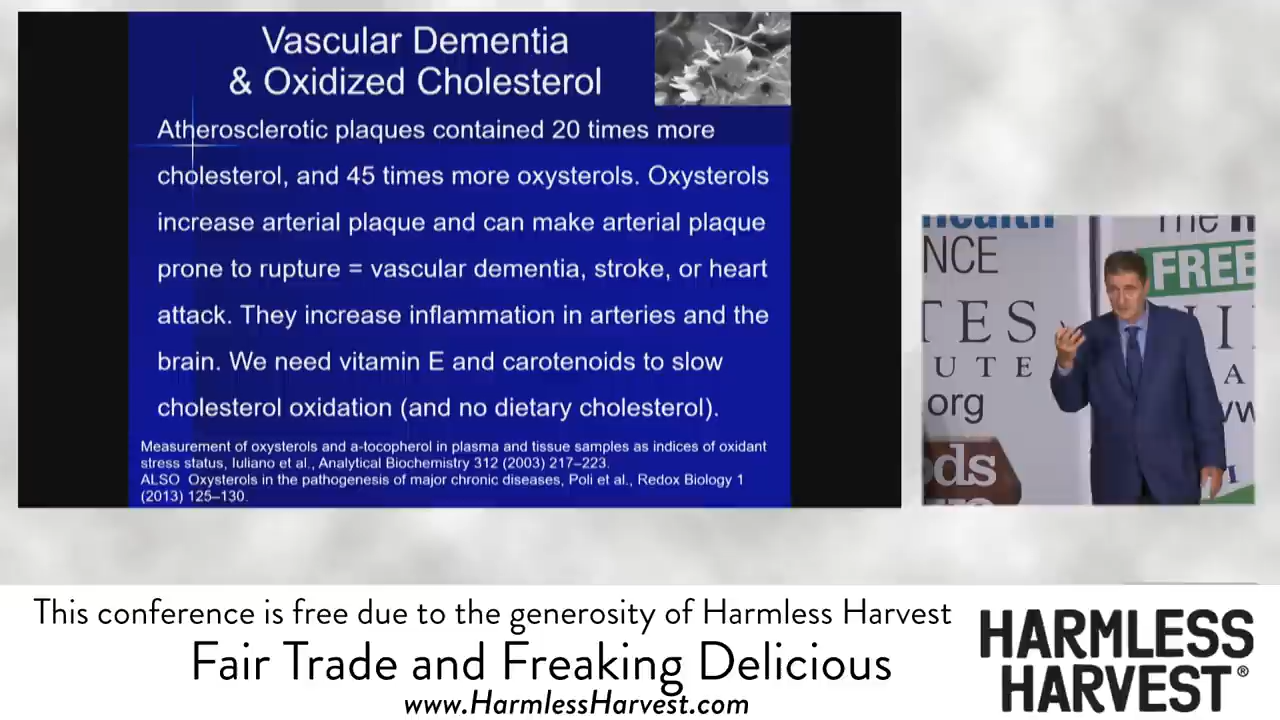 Vascular Dementia
& Oxidized Cholesterol
Atherosclerotic plaques contained 20 times more
cholesterol, and 45 times more oxysterols. Oxysterols
increase arterial plaque and can make arterial plaque
prone to rupture = vascular dementia, stroke, or heart
attack. They increase inflammation in arteries and the
brain. We need vitamin E and carotenoids to slow
cholesterol oxidation (and no dietary cholesterol).
Measurement of oxysterols and a-tocopherol in plasma and tissue samples as indices of oxidant
stress status, Iuliano et al., Analytical Biochemistry 312 (2003) 217–223.
ALSO Oxysterols in the pathogenesis of major chronic diseases, Poli et al., Redox Biology 1
(2013) 125–130.
The
NCE
FREE
TES
UTE
org
ods
This conference is free due to the generosity of Harmless Harvest
Fair Trade and Freaking Delicious
www.HarmlessHarvest.com
HARMLESS
HARVEST®